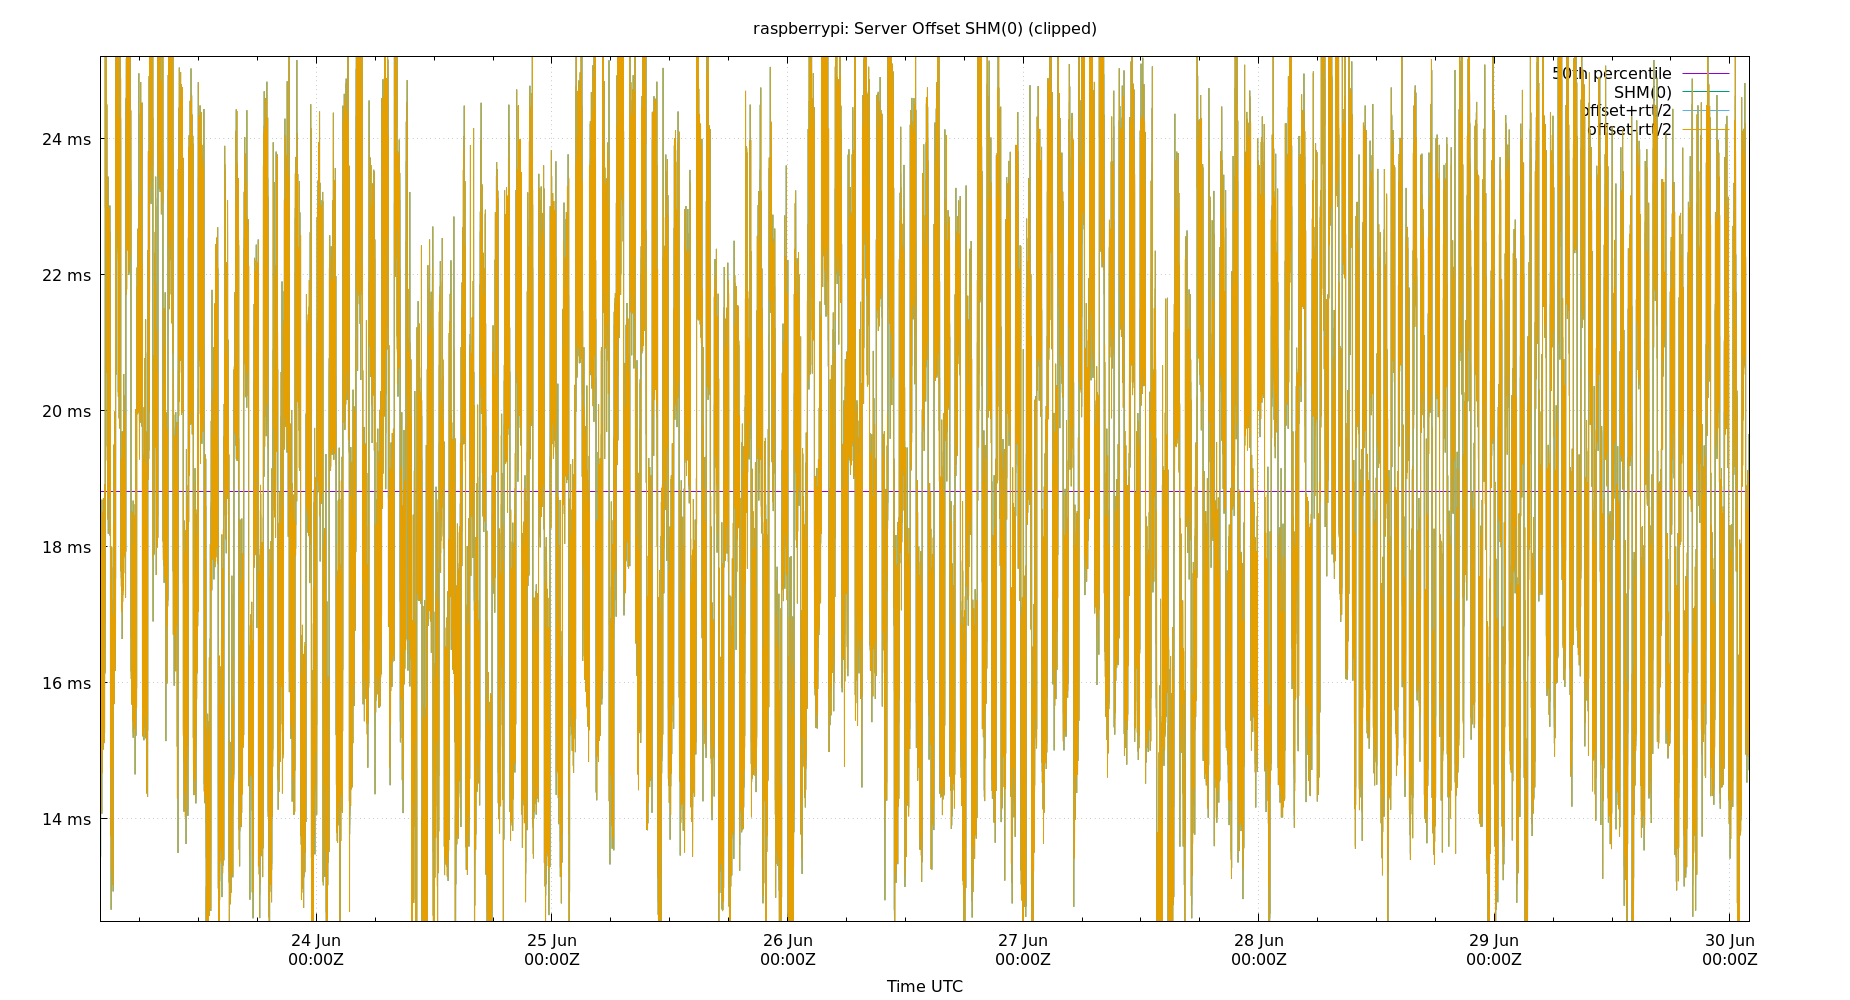 raspberrypi: Server Offset SHM(0) (clipped)
50th percentile
SHM(0)
offset+rtt/2
offset-rtt/2
24 ms
22 ms
20 ms
18 ms
16 ms
14 ms
24 Jun 25 Jun 26 Jun 27 Jun 28 Jun 29 Jun 30 Jun
00:00Z 00:00Z 00:00Z 00:00Z 00:00Z 00:00Z 00:00Z
Time UTC